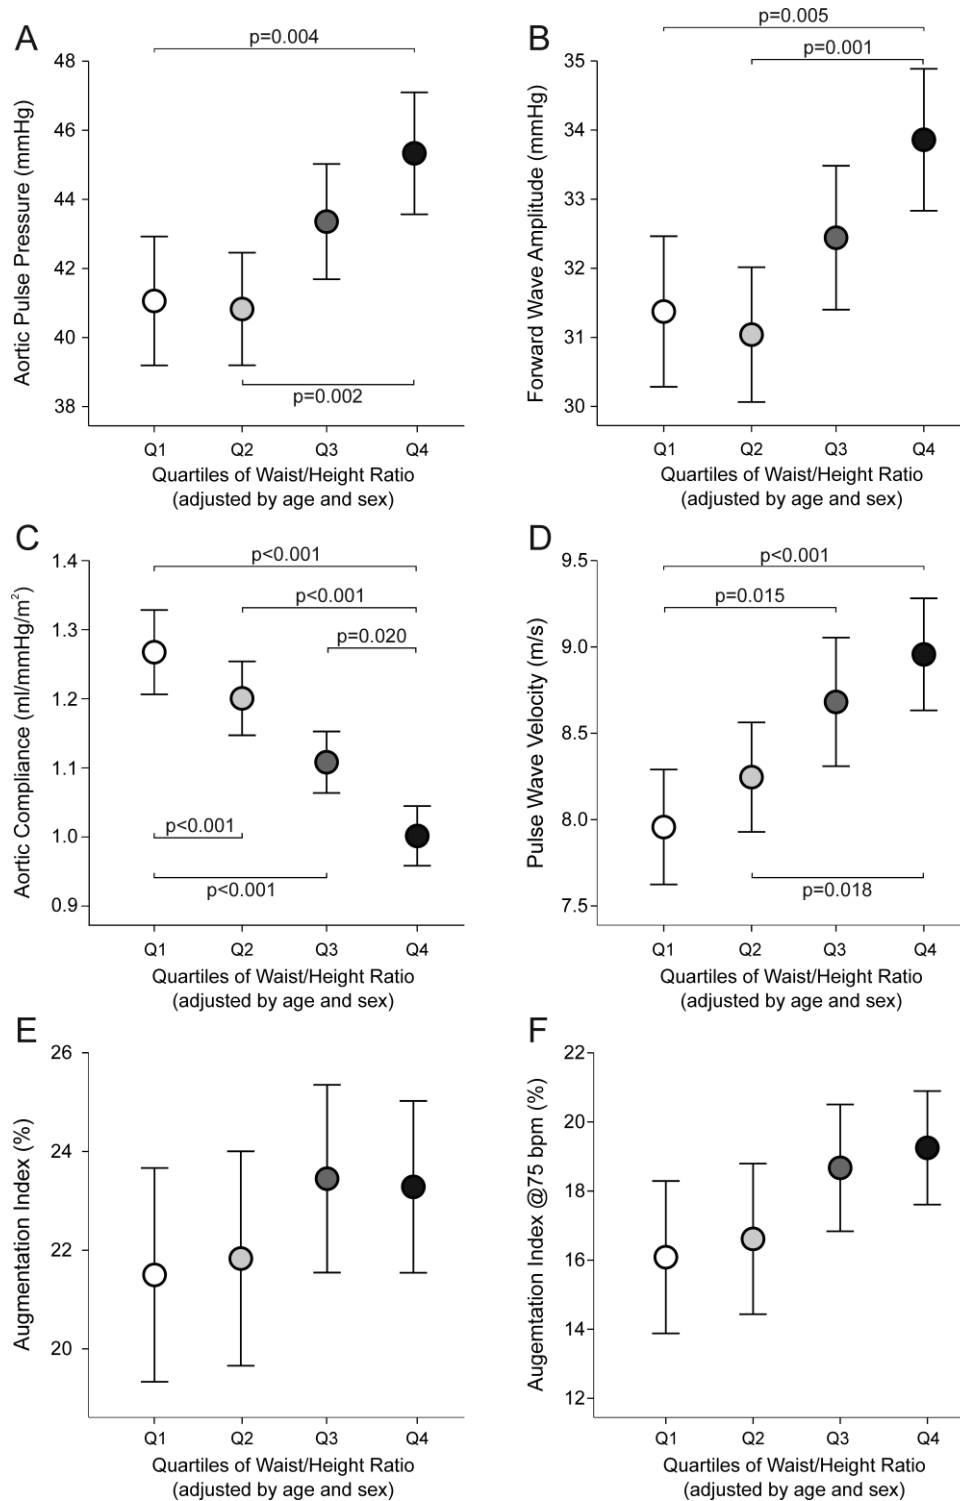 A
p=0.004
48
46
44
42
40
38
Aortic Pulse Pressure (mmHg)
p=0.002
Q1 Q2 Q3 Q4
Quartiles of Waist/Height Ratio
(adjusted by age and sex)
B
p=0.005
p=0.001
35
34
33
32
31
30
Forward Wave Amplitude (mmHg)
Q1 Q2 Q3 Q4
Quartiles of Waist/Height Ratio
(adjusted by age and sex)
C
p<0.001
p<0.001
p=0.020
1.4
1.3
1.2
1.1
1.0
0.9
Aortic Compliance (ml/mmHg/m²)
p<0.001
p<0.001
Q1 Q2 Q3 Q4
Quartiles of Waist/Height Ratio
(adjusted by age and sex)
D
p<0.001
p=0.015
9.5
9.0
8.5
8.0
7.5
Pulse Wave Velocity (m/s)
p=0.018
Q1 Q2 Q3 Q4
Quartiles of Waist/Height Ratio
(adjusted by age and sex)
E
26
24
22
20
Augmentation Index (%)
Q1 Q2 Q3 Q4
Quartiles of Waist/Height Ratio
(adjusted by age and sex)
F
22
20
18
16
14
12
Augemtation Index @75 bpm (%)
Q1 Q2 Q3 Q4
Quartiles of Waist/Height Ratio
(adjusted by age and sex)